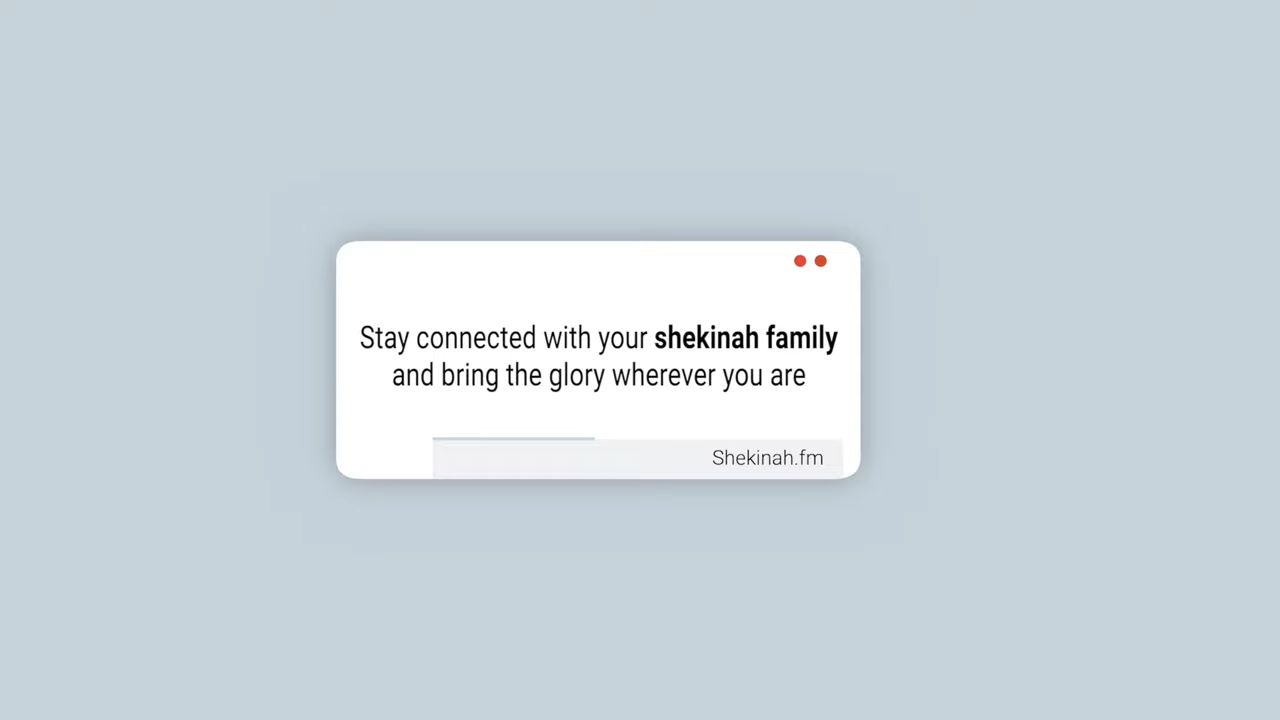 Stay connected with your shekinah family
and bring the glory wherever you are
Shekinah.fm